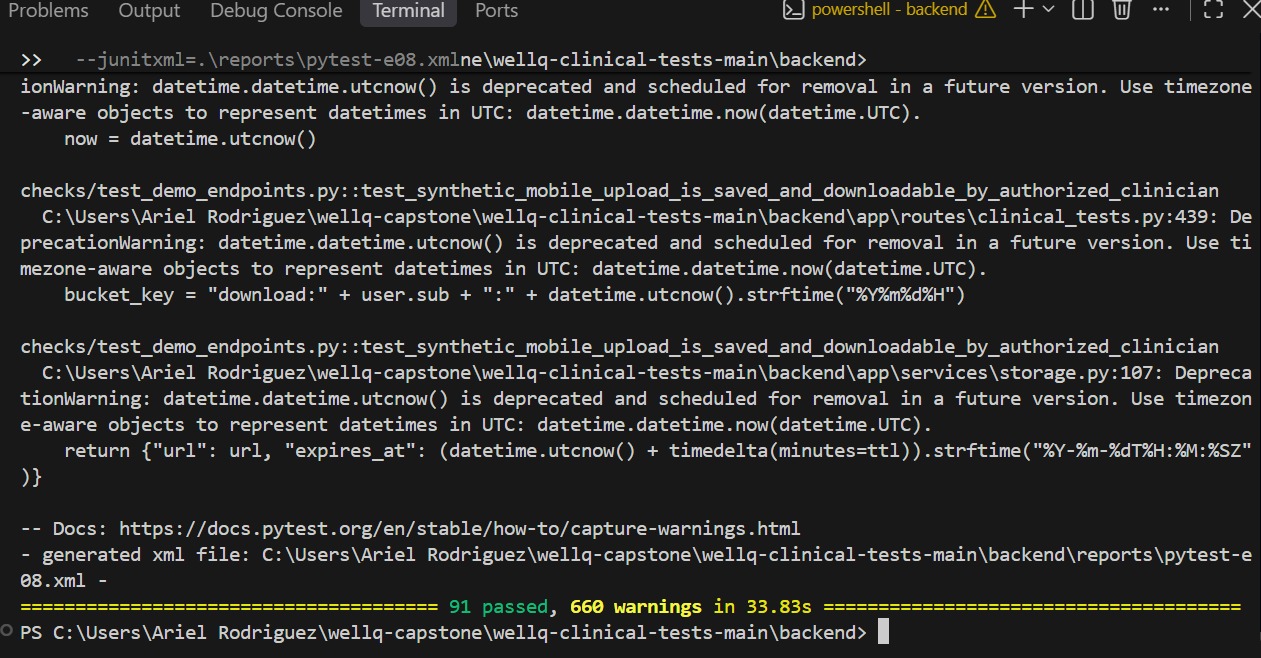 Problems Output Debug Console Terminal Ports powershell - backend
>> --junitxml=.\reports\pytest-e08.xmlne\wellq-clinical-tests-main\backend>
ionWarning: datetime.datetime.utcnow() is deprecated and scheduled for removal in a future version. Use timezone
-aware objects to represent datetimes in UTC: datetime.datetime.now(datetime.UTC).
    now = datetime.utcnow()

checks/test_demo_endpoints.py::test_synthetic_mobile_upload_is_saved_and_downloadable_by_authorized_clinician
  C:\Users\Ariel Rodriguez\wellq-capstone\wellq-clinical-tests-main\backend\app\routes\clinical_tests.py:439: De
precationWarning: datetime.datetime.utcnow() is deprecated and scheduled for removal in a future version. Use ti
mezone-aware objects to represent datetimes in UTC: datetime.datetime.now(datetime.UTC).
    bucket_key = "download:" + user.sub + ":" + datetime.utcnow().strftime("%Y%m%d%H")

checks/test_demo_endpoints.py::test_synthetic_mobile_upload_is_saved_and_downloadable_by_authorized_clinician
  C:\Users\Ariel Rodriguez\wellq-capstone\wellq-clinical-tests-main\backend\app\services\storage.py:107: Depreca
tionWarning: datetime.datetime.utcnow() is deprecated and scheduled for removal in a future version. Use timezon
e-aware objects to represent datetimes in UTC: datetime.datetime.now(datetime.UTC).
    return {"url": url, "expires_at": (datetime.utcnow() + timedelta(minutes=ttl)).strftime("%Y-%m-%dT%H:%M:%SZ"
)}

-- Docs: https://docs.pytest.org/en/stable/how-to/capture-warnings.html
- generated xml file: C:\Users\Ariel Rodriguez\wellq-capstone\wellq-clinical-tests-main\backend\reports\pytest-e
08.xml -
====================================== 91 passed, 660 warnings in 33.83s ======================================
PS C:\Users\Ariel Rodriguez\wellq-capstone\wellq-clinical-tests-main\backend>